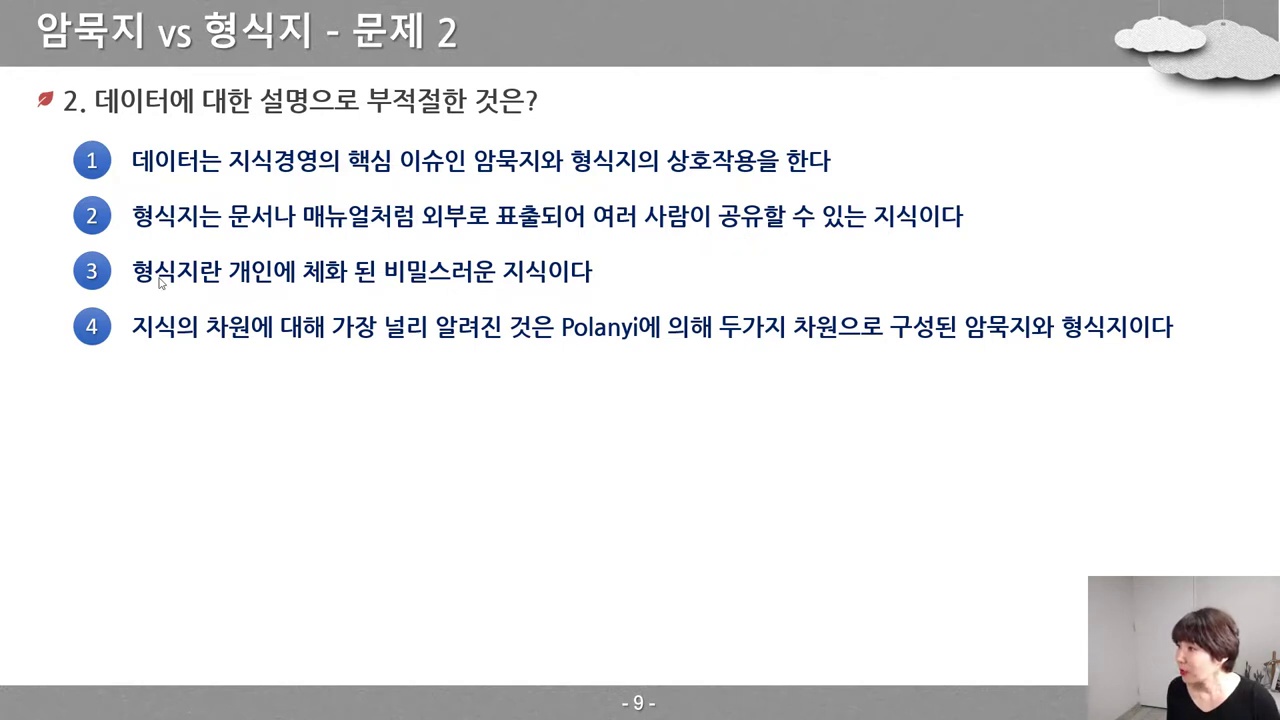 암묵지 vs 형식지 - 문제 2
2. 데이터에 대한 설명으로 부적절한 것은?
1 데이터는 지식경영의 핵심 이슈인 암묵지와 형식지의 상호작용을 한다
2 형식지는 문서나 매뉴얼처럼 외부로 표출되어 여러 사람이 공유할 수 있는 지식이다
3 형식지란 개인에 체화 된 비밀스러운 지식이다
4 지식의 차원에 대해 가장 널리 알려진 것은 Polanyi에 의해 두가지 차원으로 구성된 암묵지와 형식지이다
- 9 -